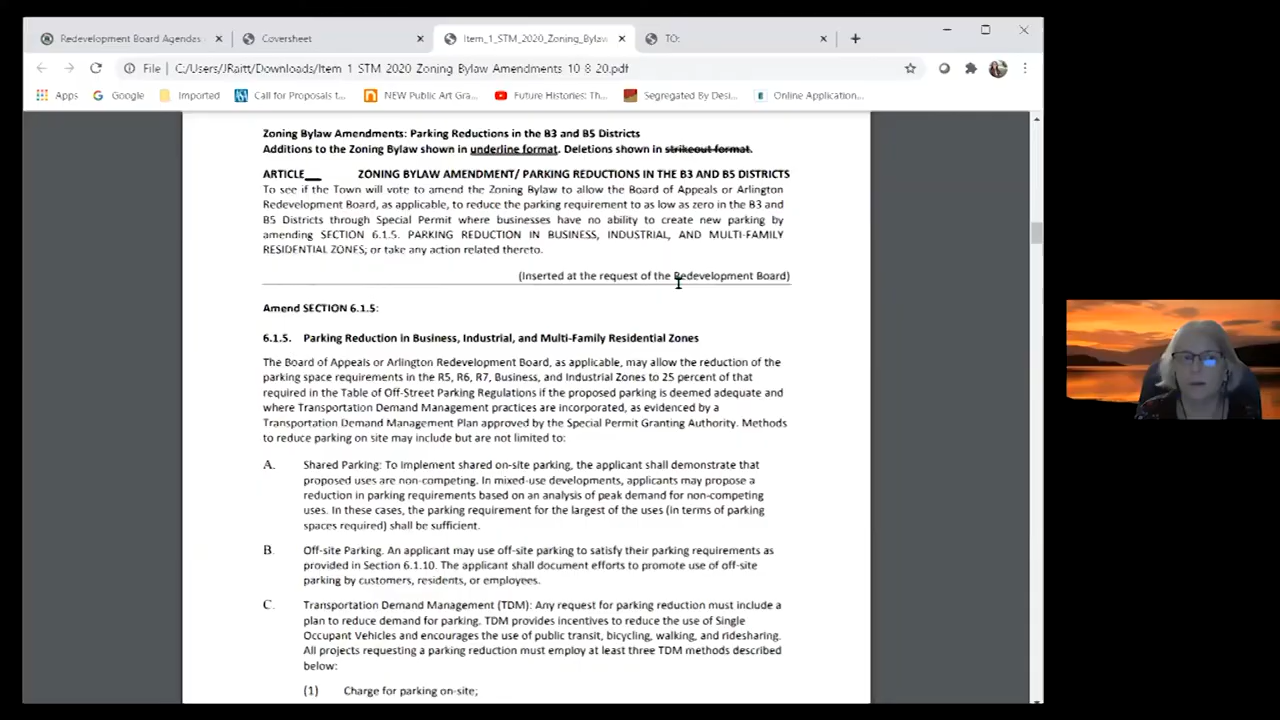 Redevelopment Board Agendas
Coversheet
Item_1_STM_2020_Zoning_Bylaw
TO:
File | C:/Users/JRaitt/Downloads/Item_1_STM_2020_Zoning_Bylaw_Amendments_10-8-20.pdf
Apps
Google
Imported
Call for Proposals t...
NEW Public Art Gra...
Future Histories: Th...
Segregated By Desi...
Online Application...
Zoning Bylaw Amendments: Parking Reductions in the B3 and B5 Districts
Additions to the Zoning Bylaw shown in underline format. Deletions shown in strikeout format.
ARTICLE___ ZONING BYLAW AMENDMENT/ PARKING REDUCTIONS IN THE B3 AND B5 DISTRICTS
To see if the Town will vote to amend the Zoning Bylaw to allow the Board of Appeals or Arlington
Redevelopment Board, as applicable, to reduce the parking requirement to as low as zero in the B3 and
B5 Districts through Special Permit where businesses have no ability to create new parking by
amending SECTION 6.1.5. PARKING REDUCTION IN BUSINESS, INDUSTRIAL, AND MULTI-FAMILY
RESIDENTIAL ZONES; or take any action related thereto.
(Inserted at the request of the Redevelopment Board)
Amend SECTION 6.1.5:
6.1.5. Parking Reduction in Business, Industrial, and Multi-Family Residential Zones
The Board of Appeals or Arlington Redevelopment Board, as applicable, may allow the reduction of the
parking space requirements in the R5, R6, R7, Business, and Industrial Zones to 25 percent of that
required in the Table of Off-Street Parking Regulations if the proposed parking is deemed adequate and
where Transportation Demand Management practices are incorporated, as evidenced by a
Transportation Demand Management Plan approved by the Special Permit Granting Authority. Methods
to reduce parking on site may include but are not limited to:
A. Shared Parking: To implement shared on-site parking, the applicant shall demonstrate that
proposed uses are non-competing. In mixed-use developments, applicants may propose a
reduction in parking requirements based on an analysis of peak demand for non-competing
uses. In these cases, the parking requirement for the largest of the uses (in terms of parking
spaces required) shall be sufficient.
B. Off-site Parking. An applicant may use off-site parking to satisfy their parking requirements as
provided in Section 6.1.10. The applicant shall document efforts to promote use of off-site
parking by customers, residents, or employees.
C. Transportation Demand Management (TDM): Any request for parking reduction must include a
plan to reduce demand for parking. TDM provides incentives to reduce the use of Single
Occupant Vehicles and encourages the use of public transit, bicycling, walking, and ridesharing.
All projects requesting a parking reduction must employ at least three TDM methods described
below:
(1) Charge for parking on-site;